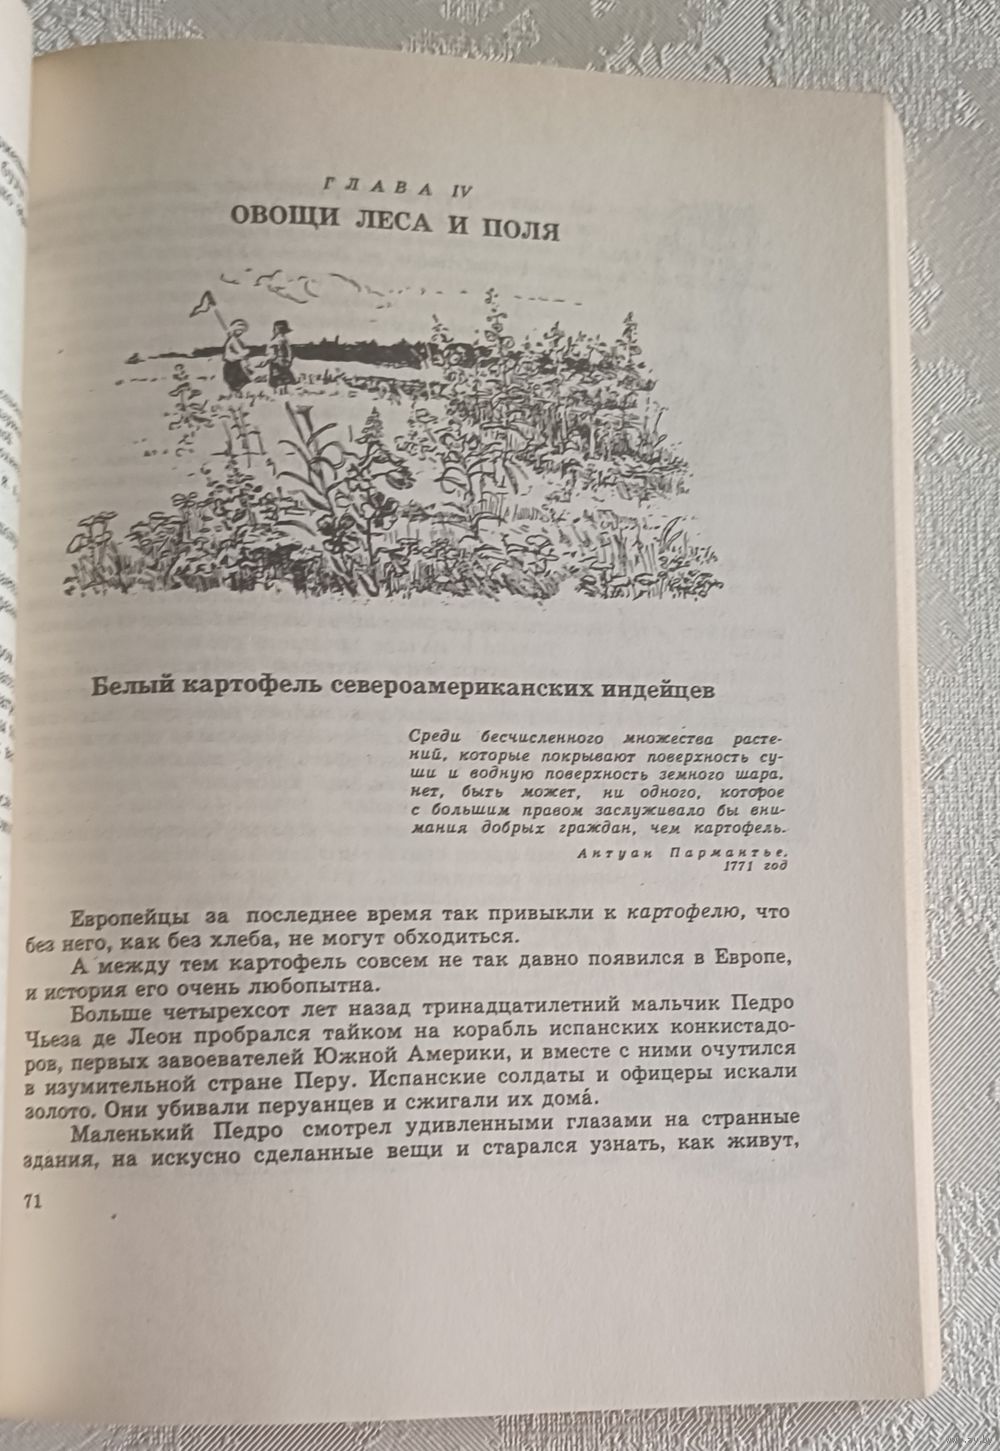 ГЛАВА IV
ОВОЩИ ЛЕСА И ПОЛЯ
Белый картофель североамериканских индейцев
Среди бесчисленного множества расте-
ний, которые покрывают поверхность су-
ши и водную поверхность земного шара,
нет, быть может, ни одного, которое
с большим правом заслуживало бы вни-
мания добрых граждан, чем картофель.
Антуан Пармантье.
1771 год
Европейцы за последнее время так привыкли к картофелю, что
без него, как без хлеба, не могут обходиться.
А между тем картофель совсем не так давно появился в Европе,
и история его очень любопытна.
Больше четырехсот лет назад тринадцатилетний мальчик Педро
Чьеза де Леон пробрался тайком на корабль испанских конкистадо-
ров, первых завоевателей Южной Америки, и вместе с ними очутился
в изумительной стране Перу. Испанские солдаты и офицеры искали
золото. Они убивали перуанцев и сжигали их дома́.
Маленький Педро смотрел удивленными глазами на странные
здания, на искусно сделанные вещи и старался узнать, как живут,
71